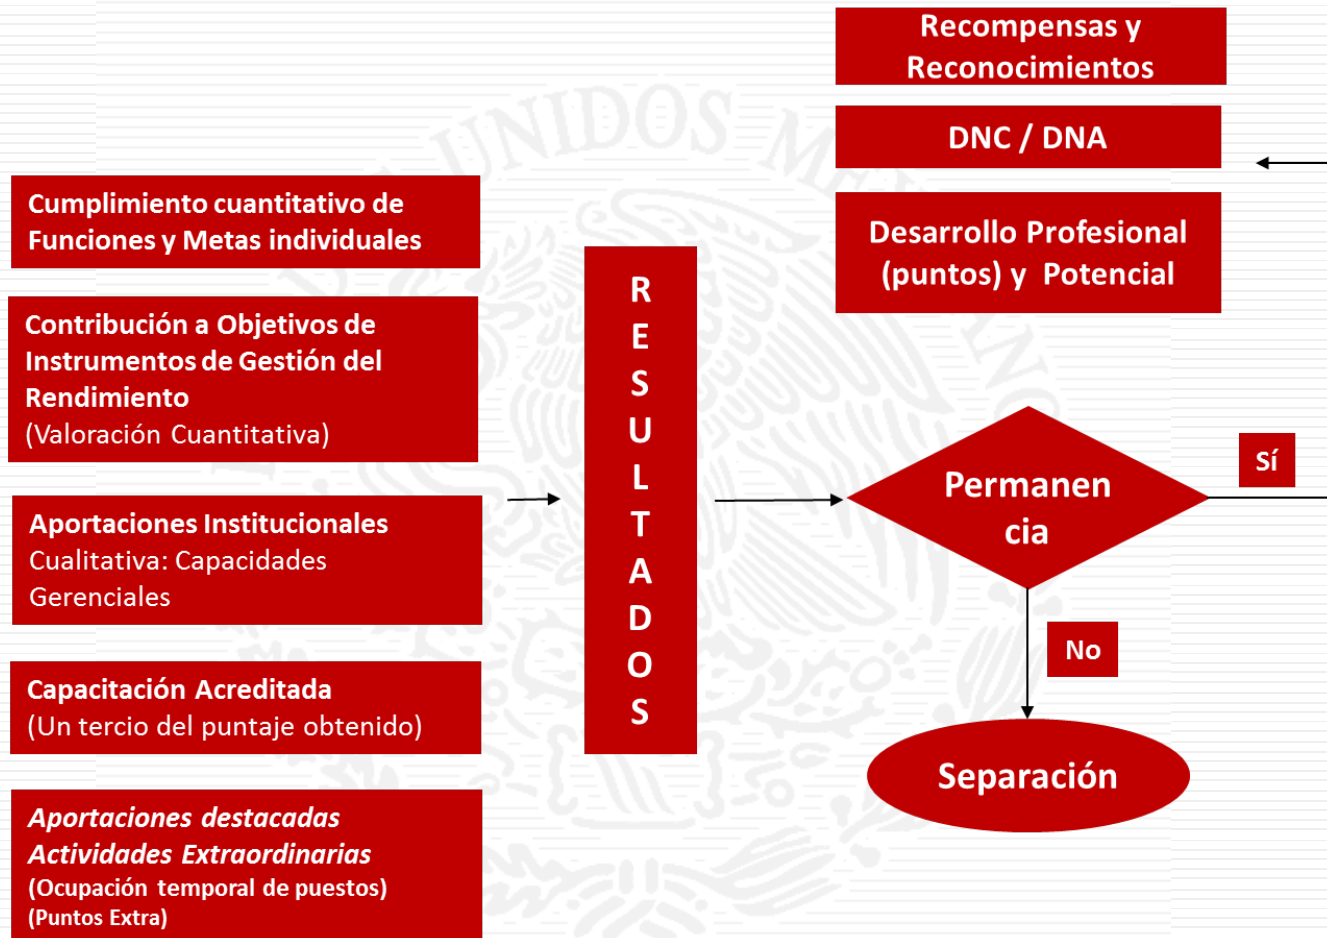 Recompensas y
Reconocimientos
DNC / DNA
Desarrollo Profesional
(puntos) y Potencial
Cumplimiento cuantitativo de
Funciones y Metas individuales
Contribución a Objetivos de
Instrumentos de Gestión del
Rendimiento
(Valoración Cuantitativa)
Aportaciones Institucionales
Cualitativa: Capacidades
Gerenciales
Capacitación Acreditada
(Un tercio del puntaje obtenido)
Aportaciones destacadas
Actividades Extraordinarias
(Ocupación temporal de puestos)
(Puntos Extra)
R
E
S
U
L
T
A
D
O
S
Permanen
cia
Sí
No
Separación
UNIDOS